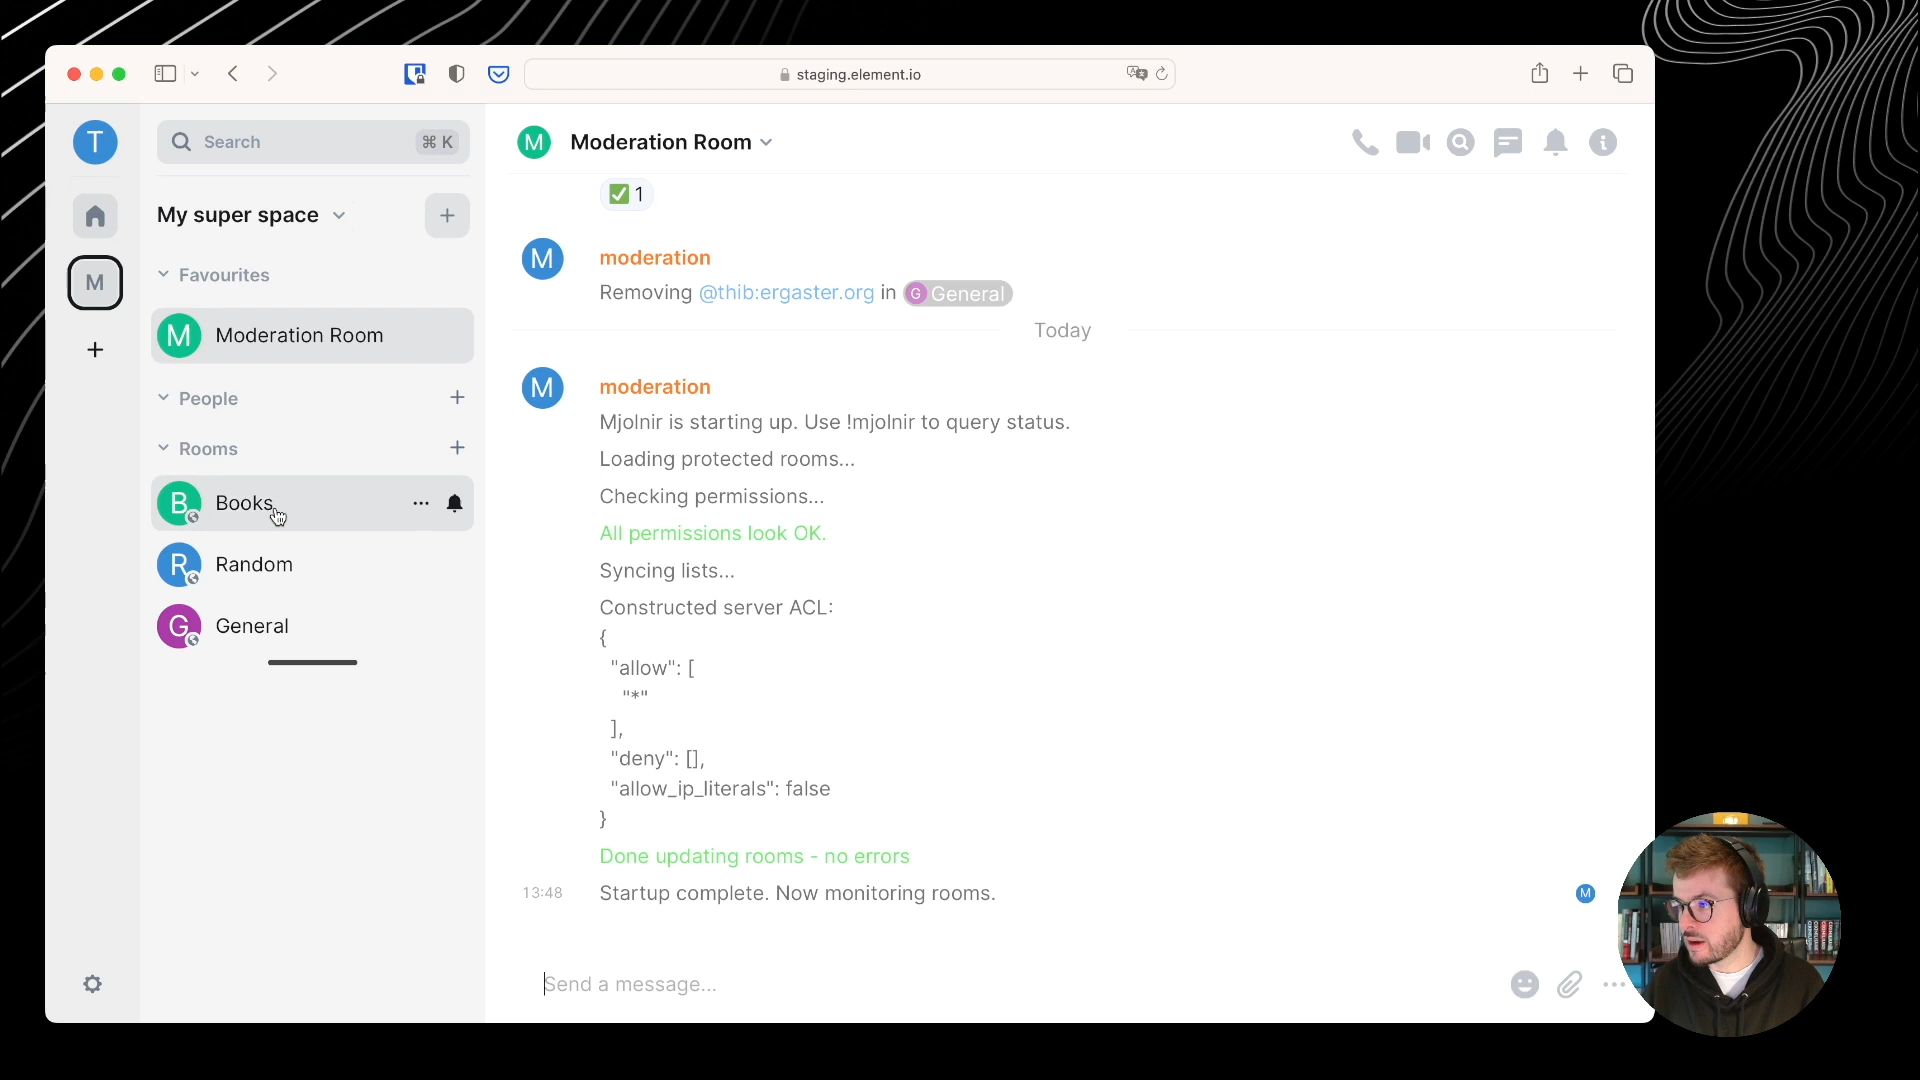 staging.element.io
T
Search
⌘ K
M
Moderation Room
✅ 1
My super space
M
moderation
Removing @thib:ergaster.org in G General
Favourites
M
Today
M
Moderation Room
M
moderation
People
Mjolnir is starting up. Use !mjolnir to query status.
Rooms
Loading protected rooms...
B
Books
Checking permissions...
All permissions look OK.
R
Random
Syncing lists...
G
General
Constructed server ACL:
{
"allow": [
"*"
],
"deny": [],
"allow_ip_literals": false
}
Done updating rooms - no errors
13:48
Startup complete. Now monitoring rooms.
M
Send a message...